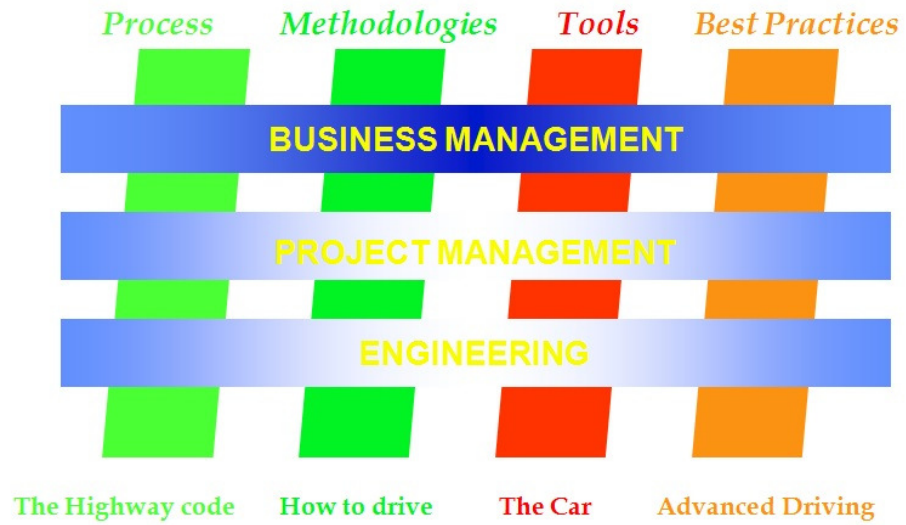 Process Methodologies Tools Best Practices
BUSINESS MANAGEMENT
PROJECT MANAGEMENT
ENGINEERING
The Highway code How to drive The Car Advanced Driving